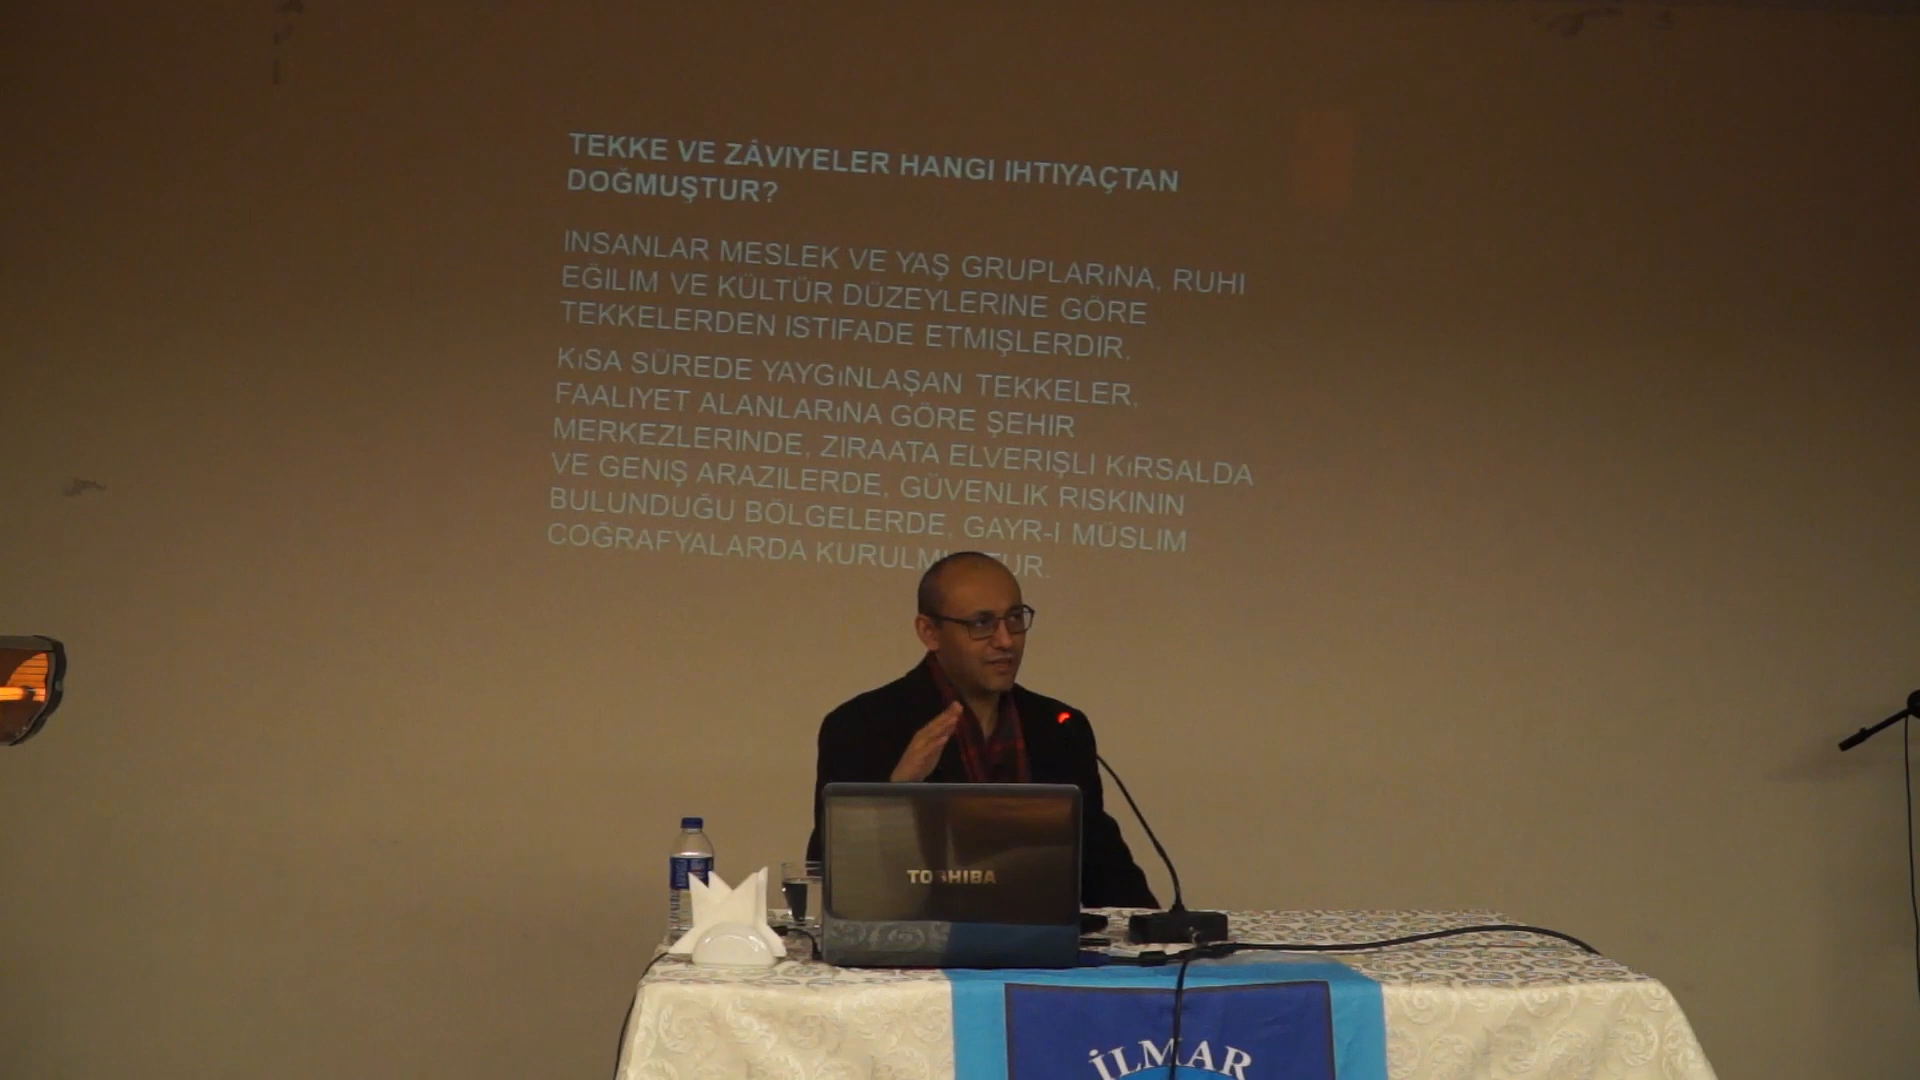 TEKKE VE ZÂVIYELER HANGI IHTIYAÇTAN
DOĞMUŞTUR?
INSANLAR MESLEK VE YAŞ GRUPLARıNA, RUHI
EĞILIM VE KÜLTÜR DÜZEYLERINE GÖRE
TEKKELERDEN ISTIFADE ETMIŞLERDIR.
KıSA SÜREDE YAYGıNLAŞAN TEKKELER,
FAALIYET ALANLARıNA GÖRE ŞEHIR
MERKEZLERINDE, ZIRAATA ELVERIŞLI KıRSALDA
VE GENIŞ ARAZILERDE, GÜVENLIK RISKININ
BULUNDUĞU BÖLGELERDE, GAYR-I MÜSLIM
COĞRAFYALARDA
TOSHIBA
İLMAR